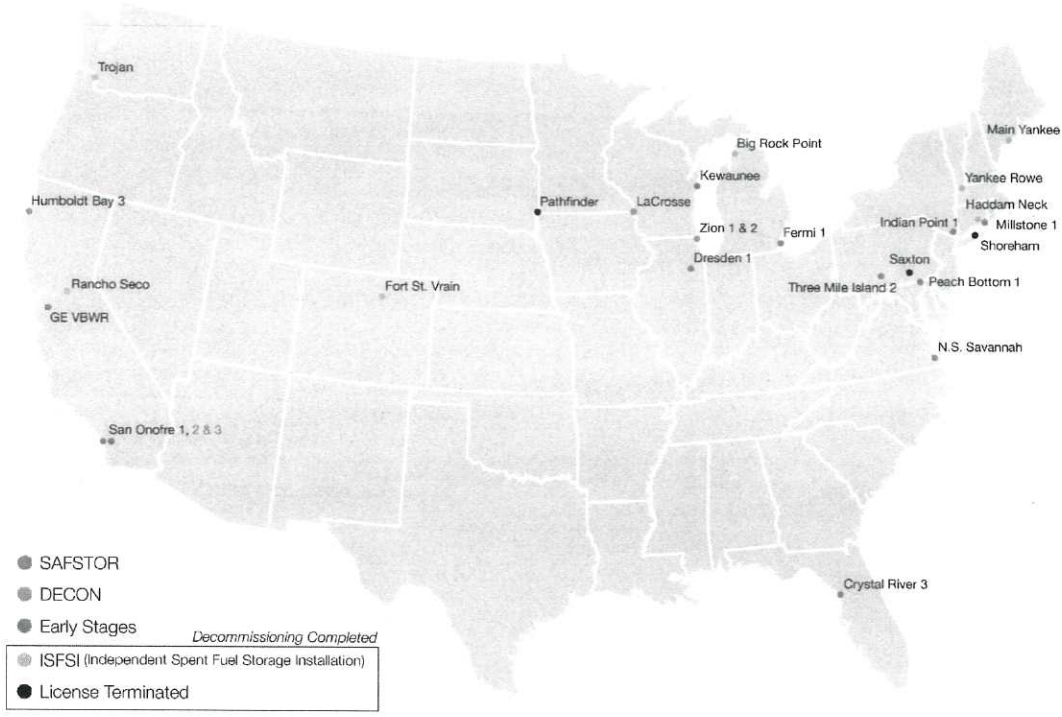 Trojan
Main Yankee
Big Rock Point
Kewaunee
Yankee Rowe
Humboldt Bay 3
Pathfinder
LaCrosse
Haddam Neck
Indian Point 1
Millstone 1
Zion 1 & 2
Fermi 1
Shoreham
Dresden 1
Saxton
Rancho Seco
Fort St. Vrain
Three Mile Island 2
Peach Bottom 1
GE VBWR
N.S. Savannah
San Onofre 1, 2 & 3
SAFSTOR
DECON
Crystal River 3
Early Stages
Decommissioning Completed
ISFSI (Independent Spent Fuel Storage Installation)
License Terminated